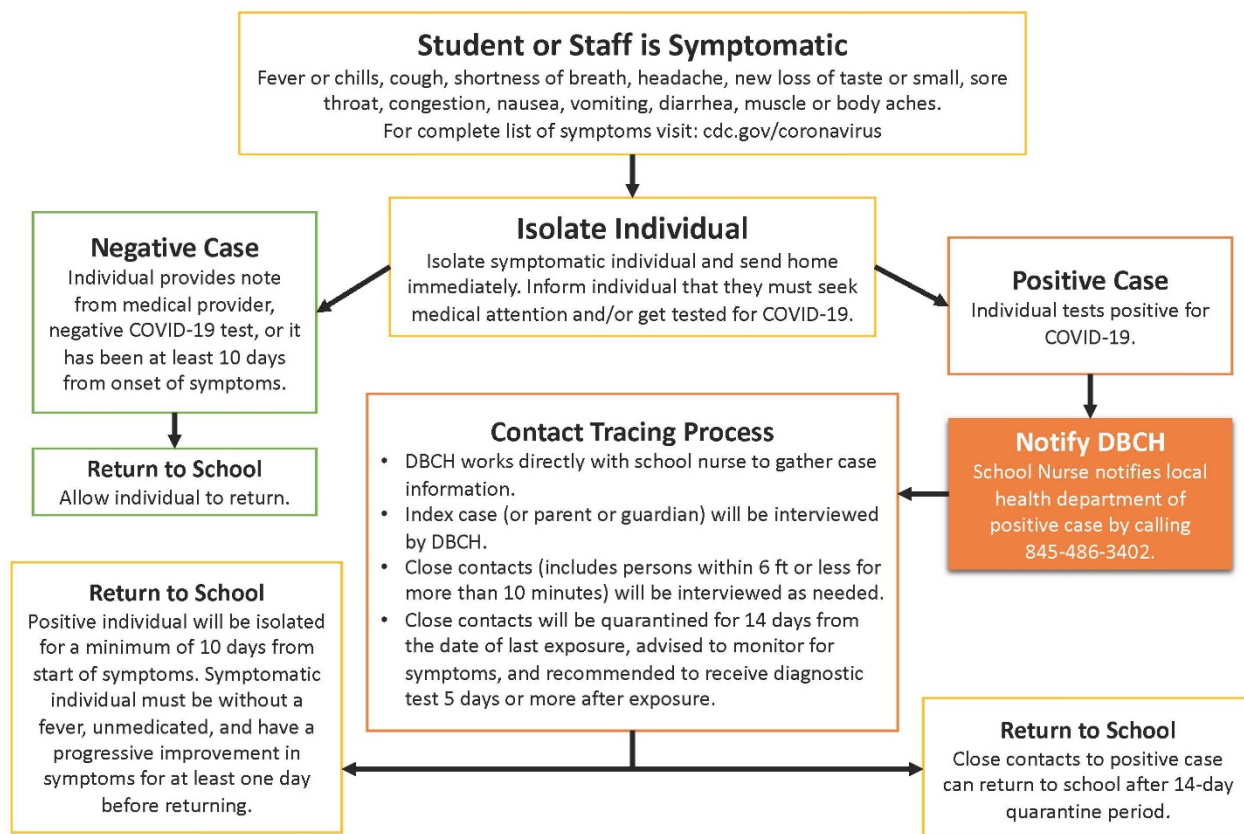 Student or Staff is Symptomatic
Fever or chills, cough, shortness of breath, headache, new loss of taste or small, sore
throat, congestion, nausea, vomiting, diarrhea, muscle or body aches.
For complete list of symptoms visit: cdc.gov/coronavirus
Isolate Individual
Isolate symptomatic individual and send home
immediately. Inform individual that they must seek
medical attention and/or get tested for COVID-19.
Negative Case
Individual provides note
from medical provider,
negative COVID-19 test, or it
has been at least 10 days
from onset of symptoms.
Return to School
Allow individual to return.
Positive Case
Individual tests positive for
COVID-19.
Notify DBCH
School Nurse notifies local
health department of
positive case by calling
845-486-3402.
Contact Tracing Process
• DBCH works directly with school nurse to gather case
information.
• Index case (or parent or guardian) will be interviewed
by DBCH.
• Close contacts (includes persons within 6 ft or less for
more than 10 minutes) will be interviewed as needed.
• Close contacts will be quarantined for 14 days from
the date of last exposure, advised to monitor for
symptoms, and recommended to receive diagnostic
test 5 days or more after exposure.
Return to School
Positive individual will be isolated
for a minimum of 10 days from
start of symptoms. Symptomatic
individual must be without a
fever, unmedicated, and have a
progressive improvement in
symptoms for at least one day
before returning.
Return to School
Close contacts to positive case
can return to school after 14-day
quarantine period.